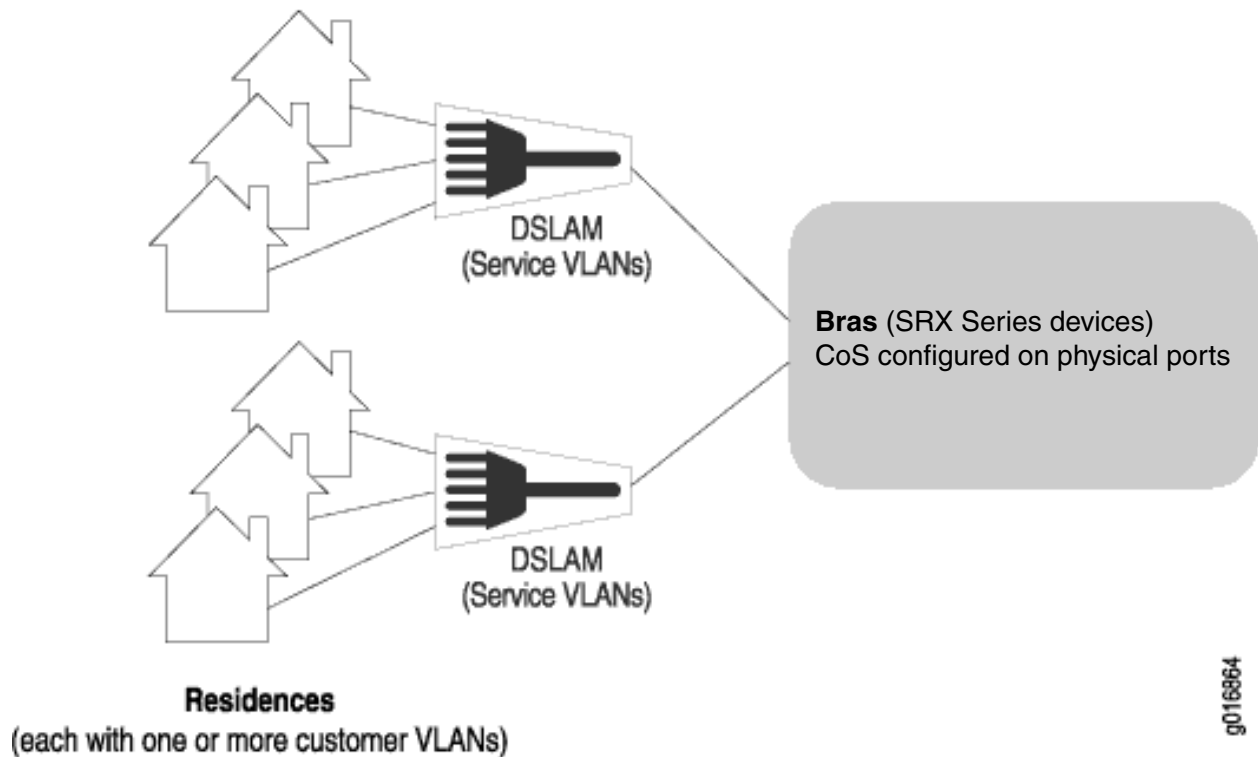 DSLAM
(Service VLANs)
Bras (SRX Series devices)
CoS configured on physical ports
DSLAM
(Service VLANs)
Residences
(each with one or more customer VLANs)
g016864